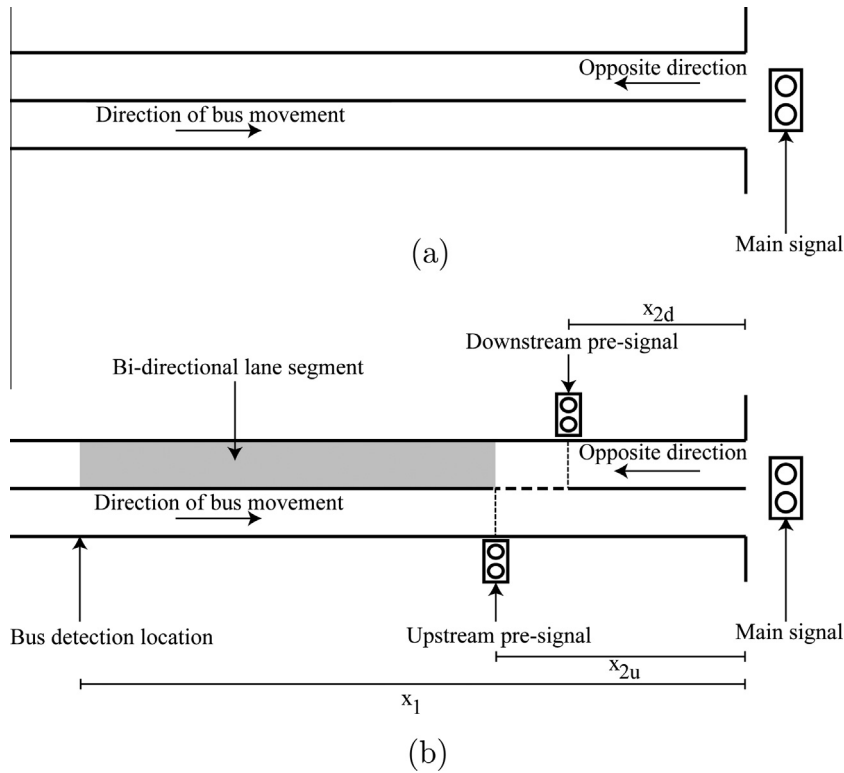 Opposite direction
Direction of bus movement
Main signal
(a)
x2d
Downstream pre-signal
Bi-directional lane segment
Opposite direction
Direction of bus movement
Bus detection location
Upstream pre-signal
Main signal
x2u
x1
(b)